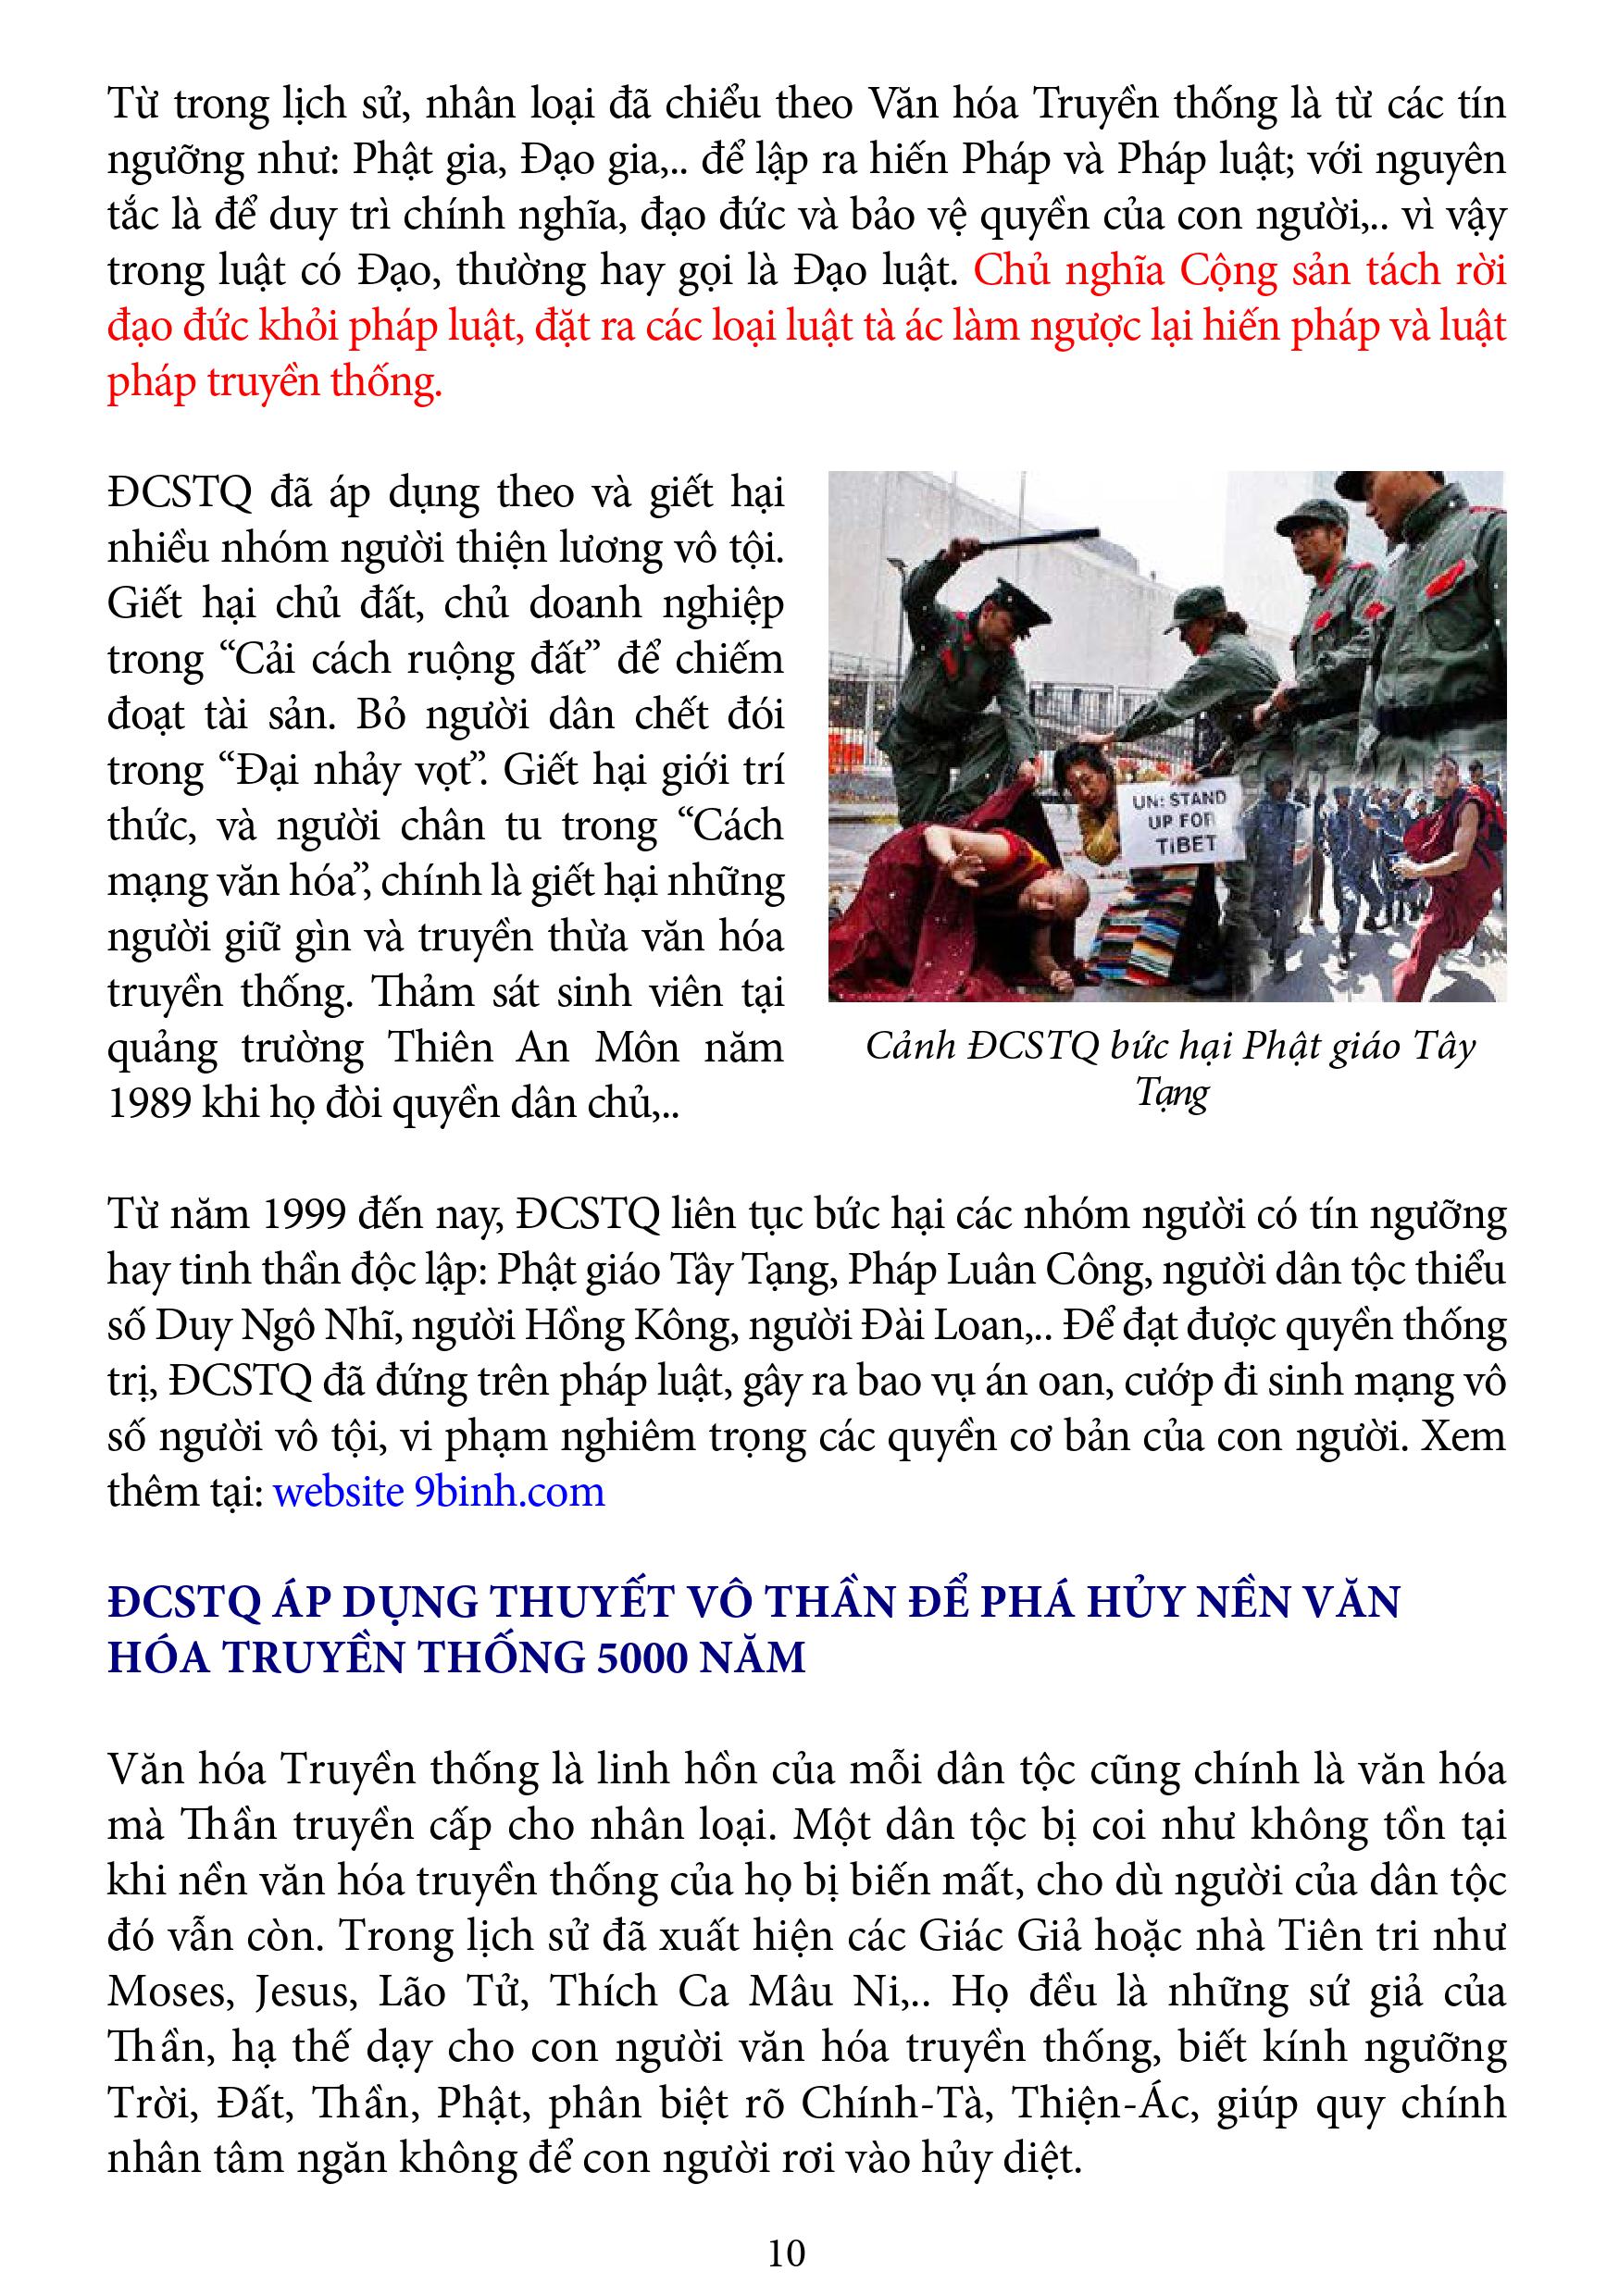 Từ trong lịch sử, nhân loại đã chiểu theo Văn hóa Truyền thống là từ các tín
ngưỡng như: Phật gia, Đạo gia,.. để lập ra hiến Pháp và Pháp luật; với nguyên
tắc là để duy trì chính nghĩa, đạo đức và bảo vệ quyền của con người,.. vì vậy
trong luật có Đạo, thường hay gọi là Đạo luật. Chủ nghĩa Cộng sản tách rời
đạo đức khỏi pháp luật, đặt ra các loại luật tà ác làm ngược lại hiến pháp và luật
pháp truyền thống.
ĐCSTQ đã áp dụng theo và giết hại
nhiều nhóm người thiện lương vô tội.
Giết hại chủ đất, chủ doanh nghiệp
trong “Cải cách ruộng đất” để chiếm
đoạt tài sản. Bỏ người dân chết đói
trong “Đại nhảy vọt”. Giết hại giới trí
thức, và người chân tu trong “Cách
mạng văn hóa”, chính là giết hại những
người giữ gìn và truyền thừa văn hóa
truyền thống. Thảm sát sinh viên tại
quảng trường Thiên An Môn năm
1989 khi họ đòi quyền dân chủ,..
UN: STAND
UP FOR
TIBET
Cảnh ĐCSTQ bức hại Phật giáo Tây
Tạng
Từ năm 1999 đến nay, ĐCSTQ liên tục bức hại các nhóm người có tín ngưỡng
hay tinh thần độc lập: Phật giáo Tây Tạng, Pháp Luân Công, người dân tộc thiểu
số Duy Ngô Nhĩ, người Hồng Kông, người Đài Loan,.. Để đạt được quyền thống
trị, ĐCSTQ đã đứng trên pháp luật, gây ra bao vụ án oan, cướp đi sinh mạng vô
số người vô tội, vi phạm nghiêm trọng các quyền cơ bản của con người. Xem
thêm tại: website 9binh.com
ĐCSTQ ÁP DỤNG THUYẾT VÔ THẦN ĐỂ PHÁ HỦY NỀN VĂN
HÓA TRUYỀN THỐNG 5000 NĂM
Văn hóa Truyền thống là linh hồn của mỗi dân tộc cũng chính là văn hóa
mà Thần truyền cấp cho nhân loại. Một dân tộc bị coi như không tồn tại
khi nền văn hóa truyền thống của họ bị biến mất, cho dù người của dân tộc
đó vẫn còn. Trong lịch sử đã xuất hiện các Giác Giả hoặc nhà Tiên tri như
Moses, Jesus, Lão Tử, Thích Ca Mâu Ni,.. Họ đều là những sứ giả của
Thần, hạ thế dạy cho con người văn hóa truyền thống, biết kính ngưỡng
Trời, Đất, Thần, Phật, phân biệt rõ Chính-Tà, Thiện-Ác, giúp quy chính
nhân tâm ngăn không để con người rơi vào hủy diệt.
10